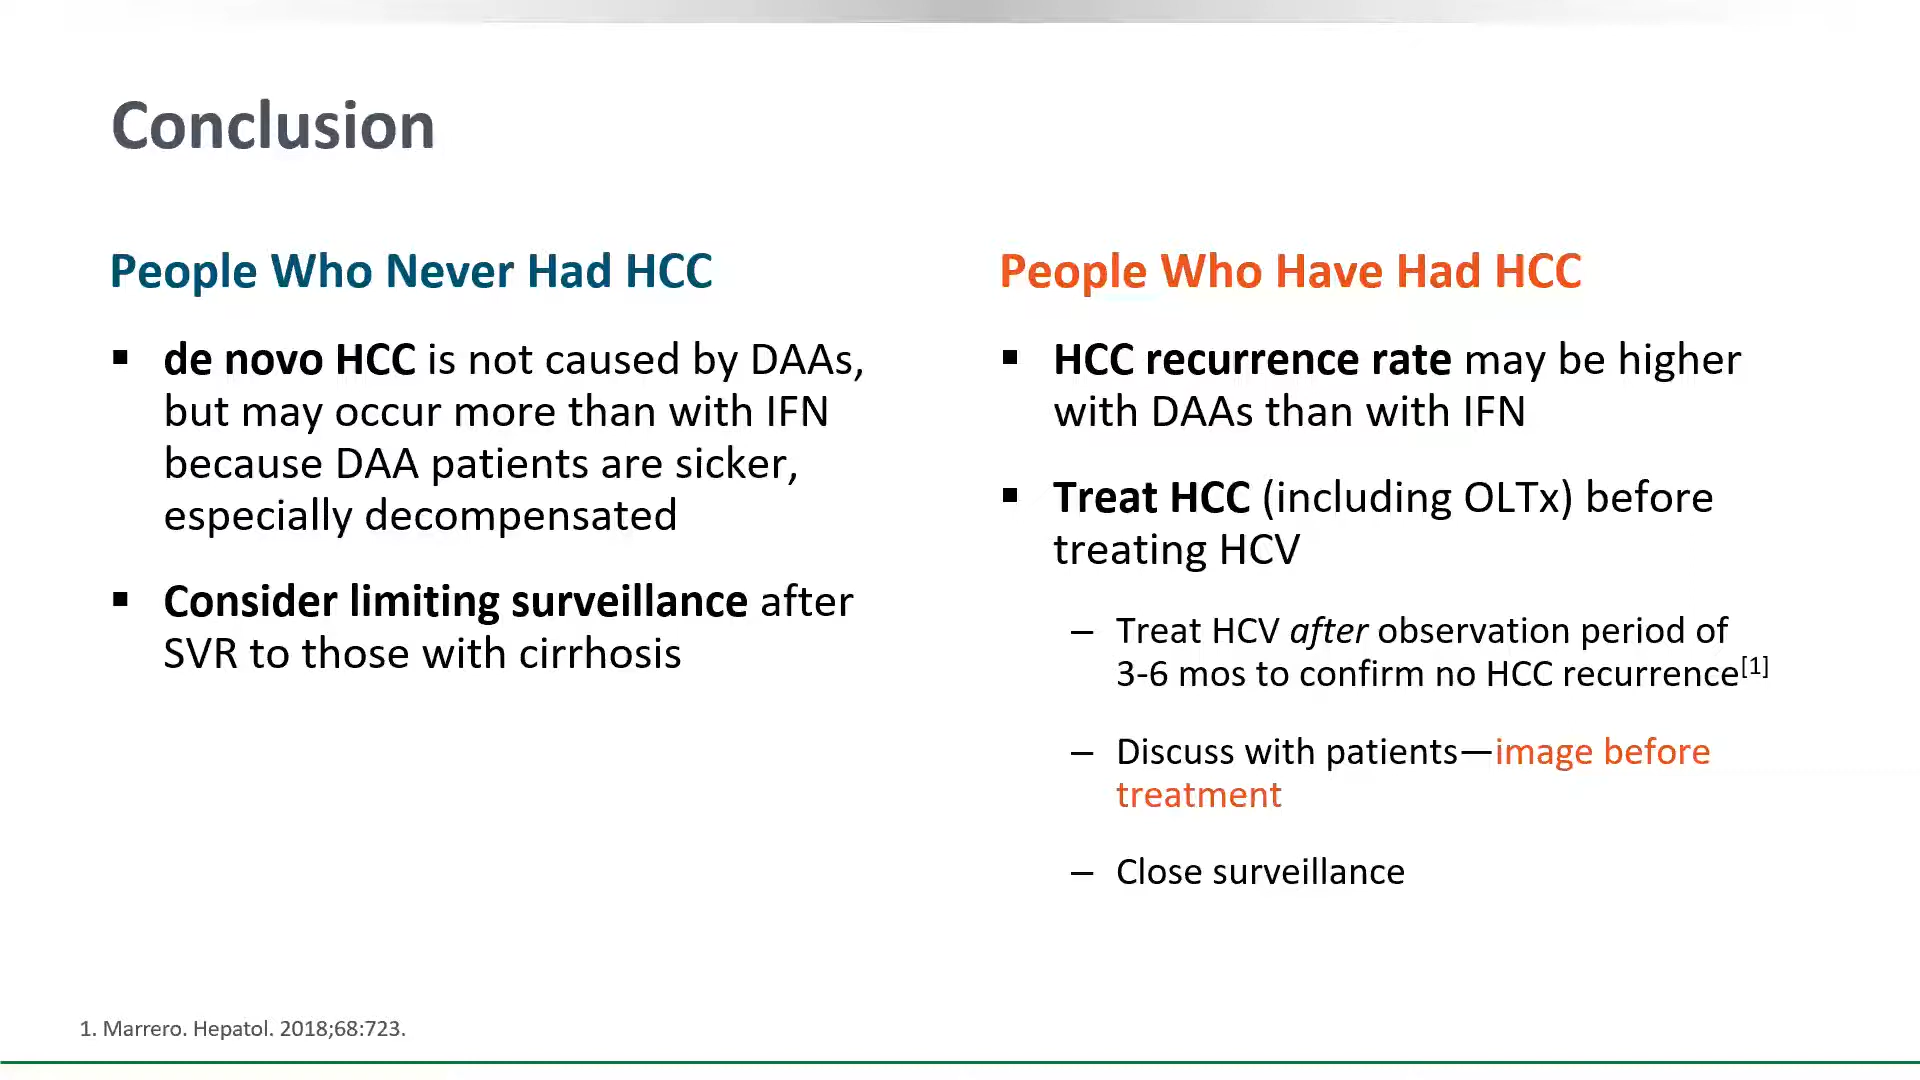 Conclusion
People Who Never Had HCC
▪ de novo HCC is not caused by DAAs,
but may occur more than with IFN
because DAA patients are sicker,
especially decompensated
▪ Consider limiting surveillance after
SVR to those with cirrhosis
People Who Have Had HCC
▪ HCC recurrence rate may be higher
with DAAs than with IFN
▪ Treat HCC (including OLTx) before
treating HCV
– Treat HCV after observation period of
3-6 mos to confirm no HCC recurrence[1]
– Discuss with patients—image before
treatment
– Close surveillance
1. Marrero. Hepatol. 2018;68:723.